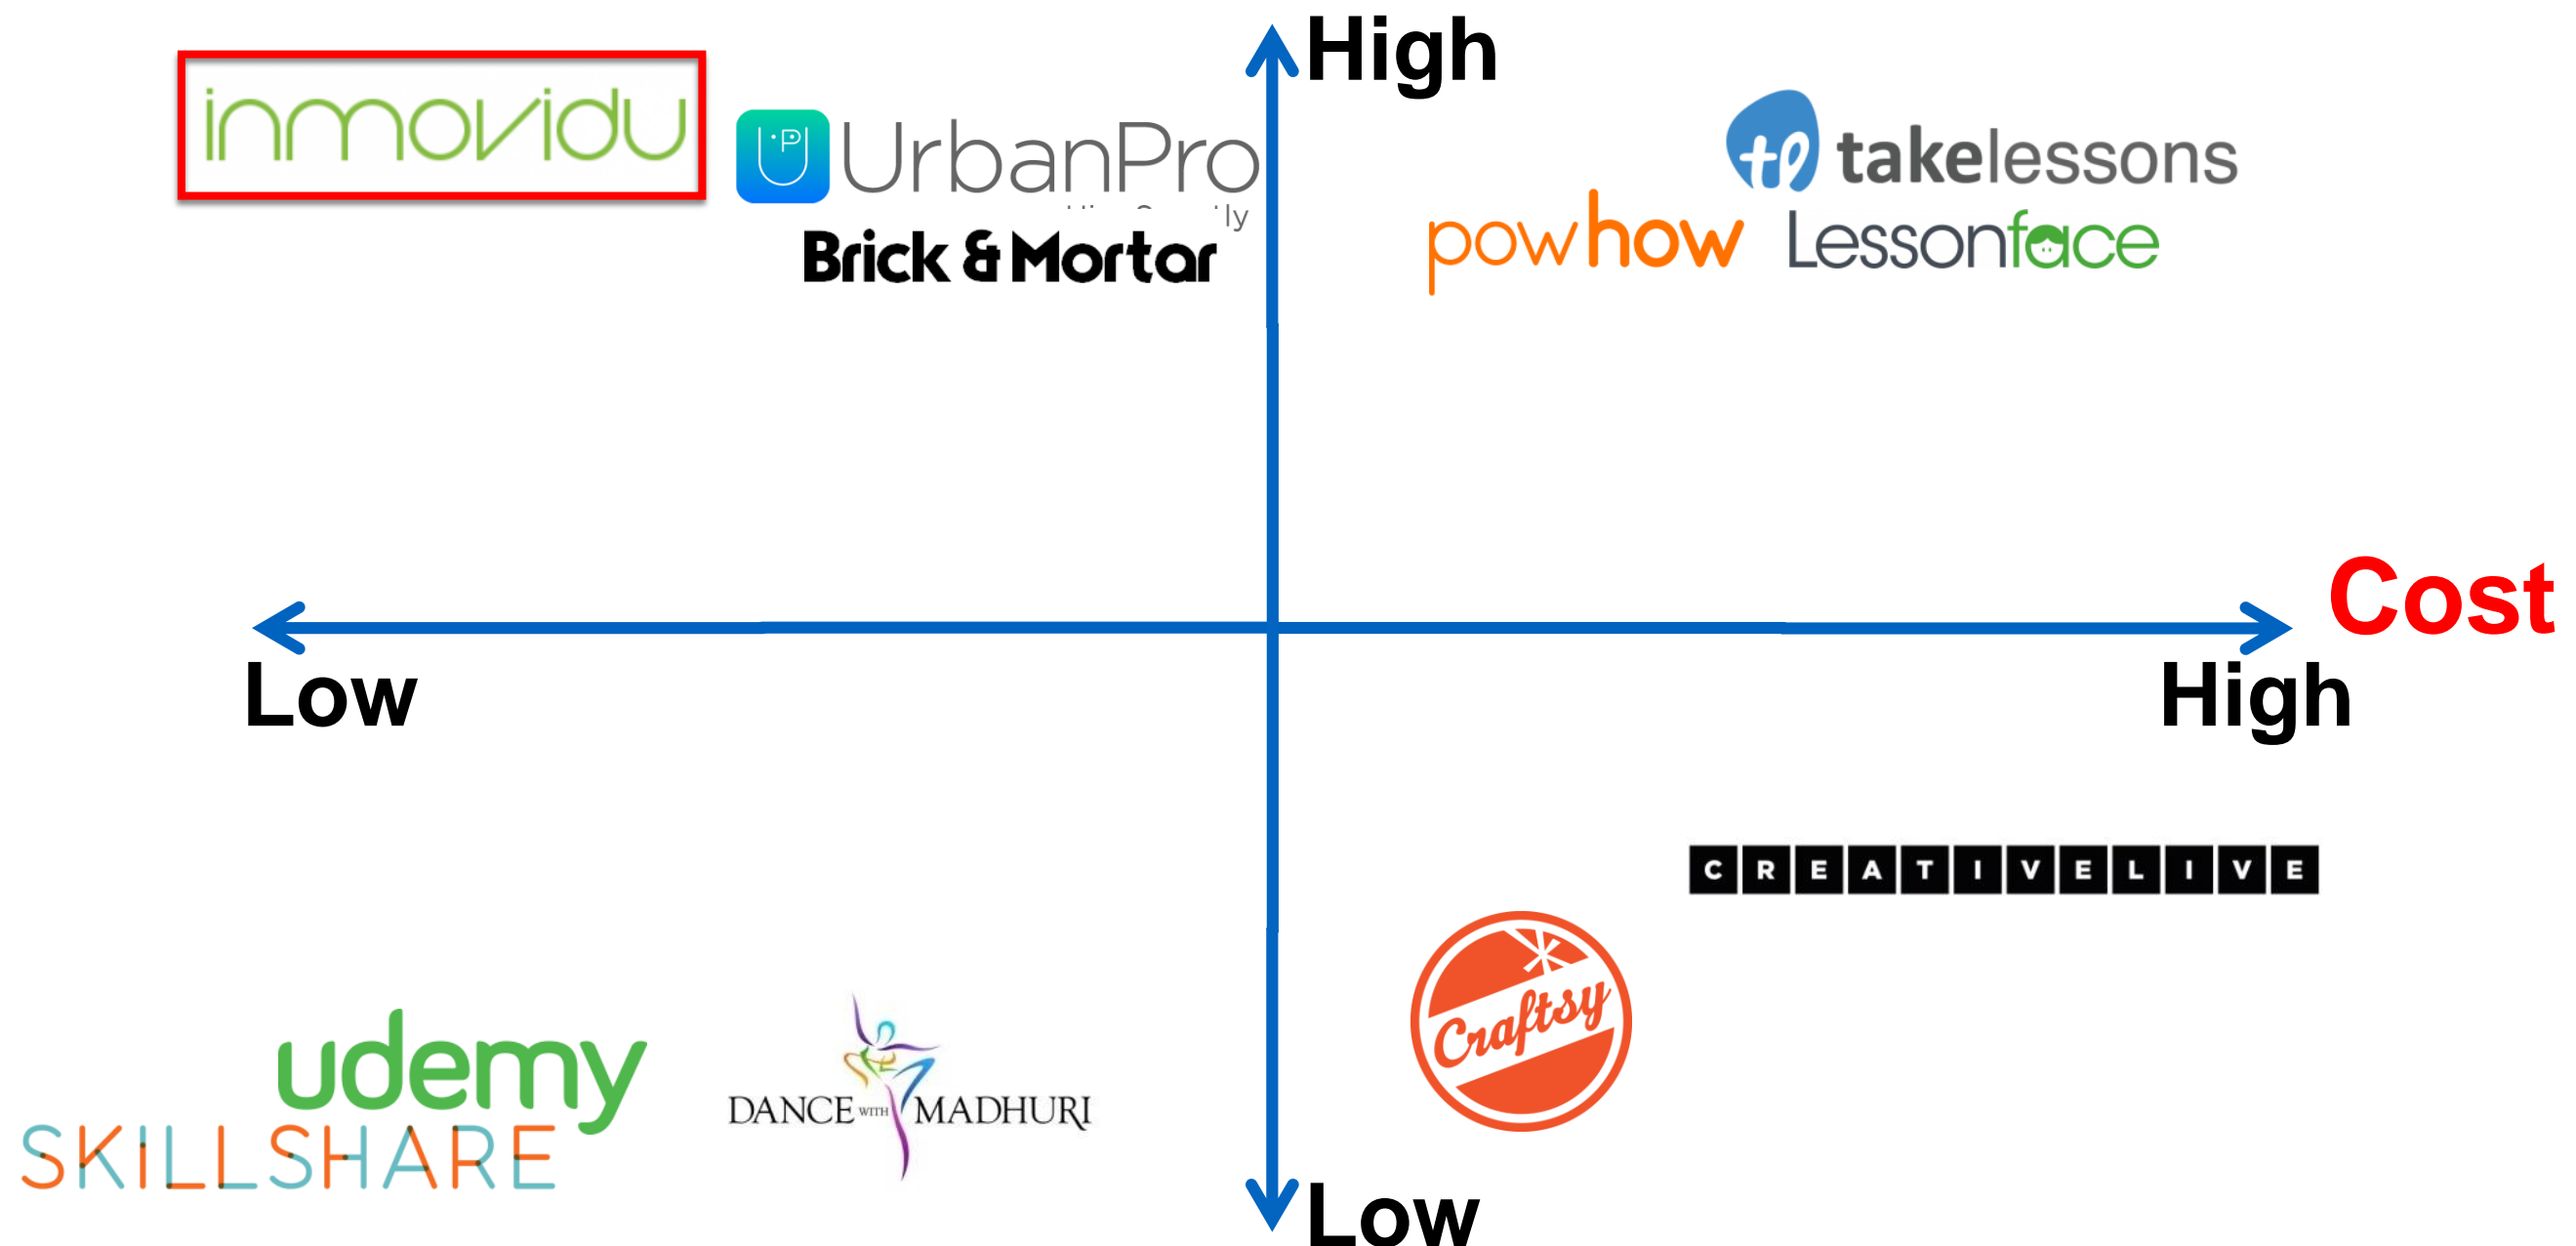 High
inmovidu
UrbanPro
Brick & Mortar
takelessons
powhow
Lessonface
Cost
Low
High
CREATIVELIVE
Craftsy
udemy
SKILLSHARE
DANCE WITH MADHURI
Low